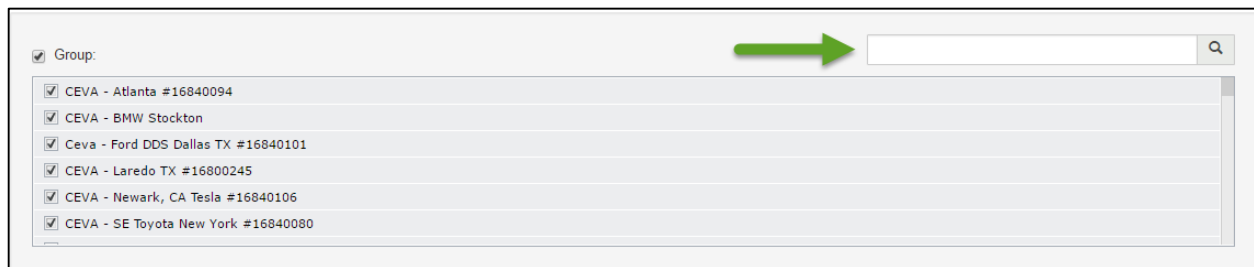 Group:
CEVA - Atlanta #16840094
CEVA - BMW Stockton
Ceva - Ford DDS Dallas TX #16840101
CEVA - Laredo TX #16800245
CEVA - Newark, CA Tesla #16840106
CEVA - SE Toyota New York #16840080